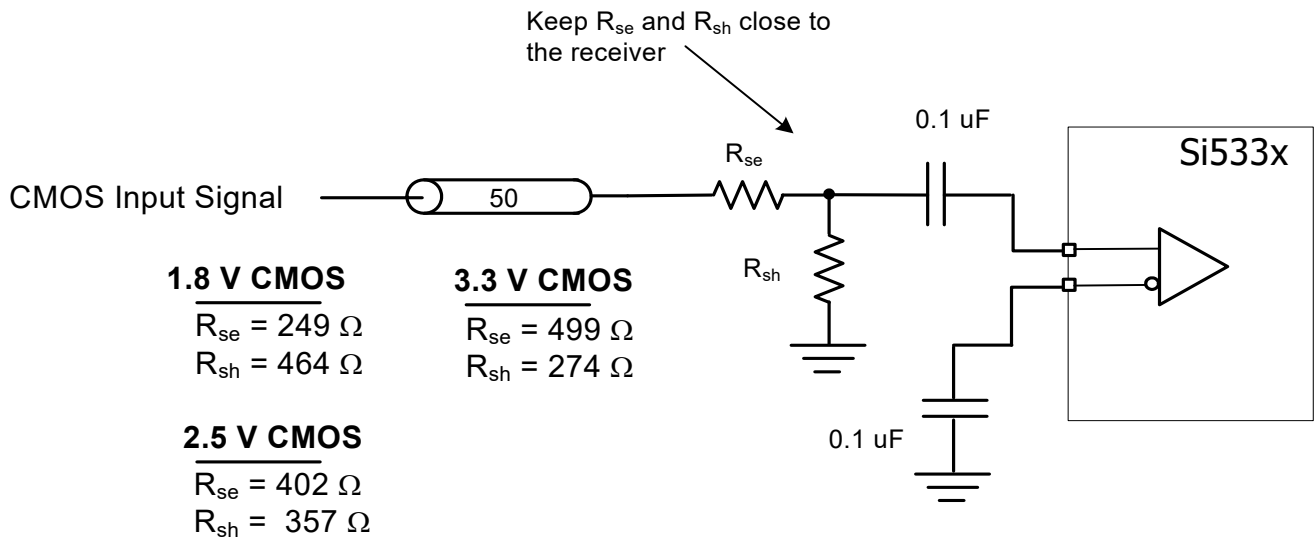 Keep Rse and Rsh close to
the receiver
0.1 uF
Si533x
Rse
CMOS Input Signal
50
Rsh
1.8 V CMOS
Rse = 249 Ω
Rsh = 464 Ω
3.3 V CMOS
Rse = 499 Ω
Rsh = 274 Ω
2.5 V CMOS
Rse = 402 Ω
Rsh = 357 Ω
0.1 uF